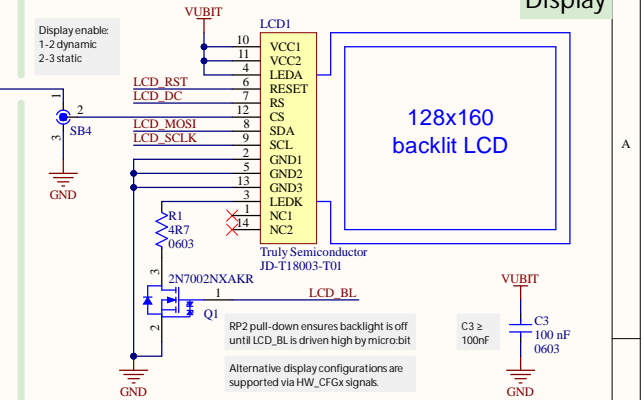 Display
VUBIT
LCD1
Display enable:
1-2 dynamic
2-3 static
10 VCC1
11 VCC2
4 LEDA
LCD_RST 6 RESET
LCD_DC 7 RS
12 CS
LCD_MOSI 8 SDA
LCD_SCLK 9 SCL
2 GND1
5 GND2
13 GND3
3 LEDK
1 NC1
14 NC2
1
2
3
SB4
GND
128x160
backlit LCD
A
R1
4R7
0603
Truly Semiconductor
JD-T18003-T01
3
2N7002NXAKR
1
LCD_BL
Q1
2
GND
RP2 pull-down ensures backlight is off
until LCD_BL is driven high by micro:bit
Alternative display configurations are
supported via HW_CFGx signals.
VUBIT
C3 ≥
100nF
C3
100 nF
0603
GND